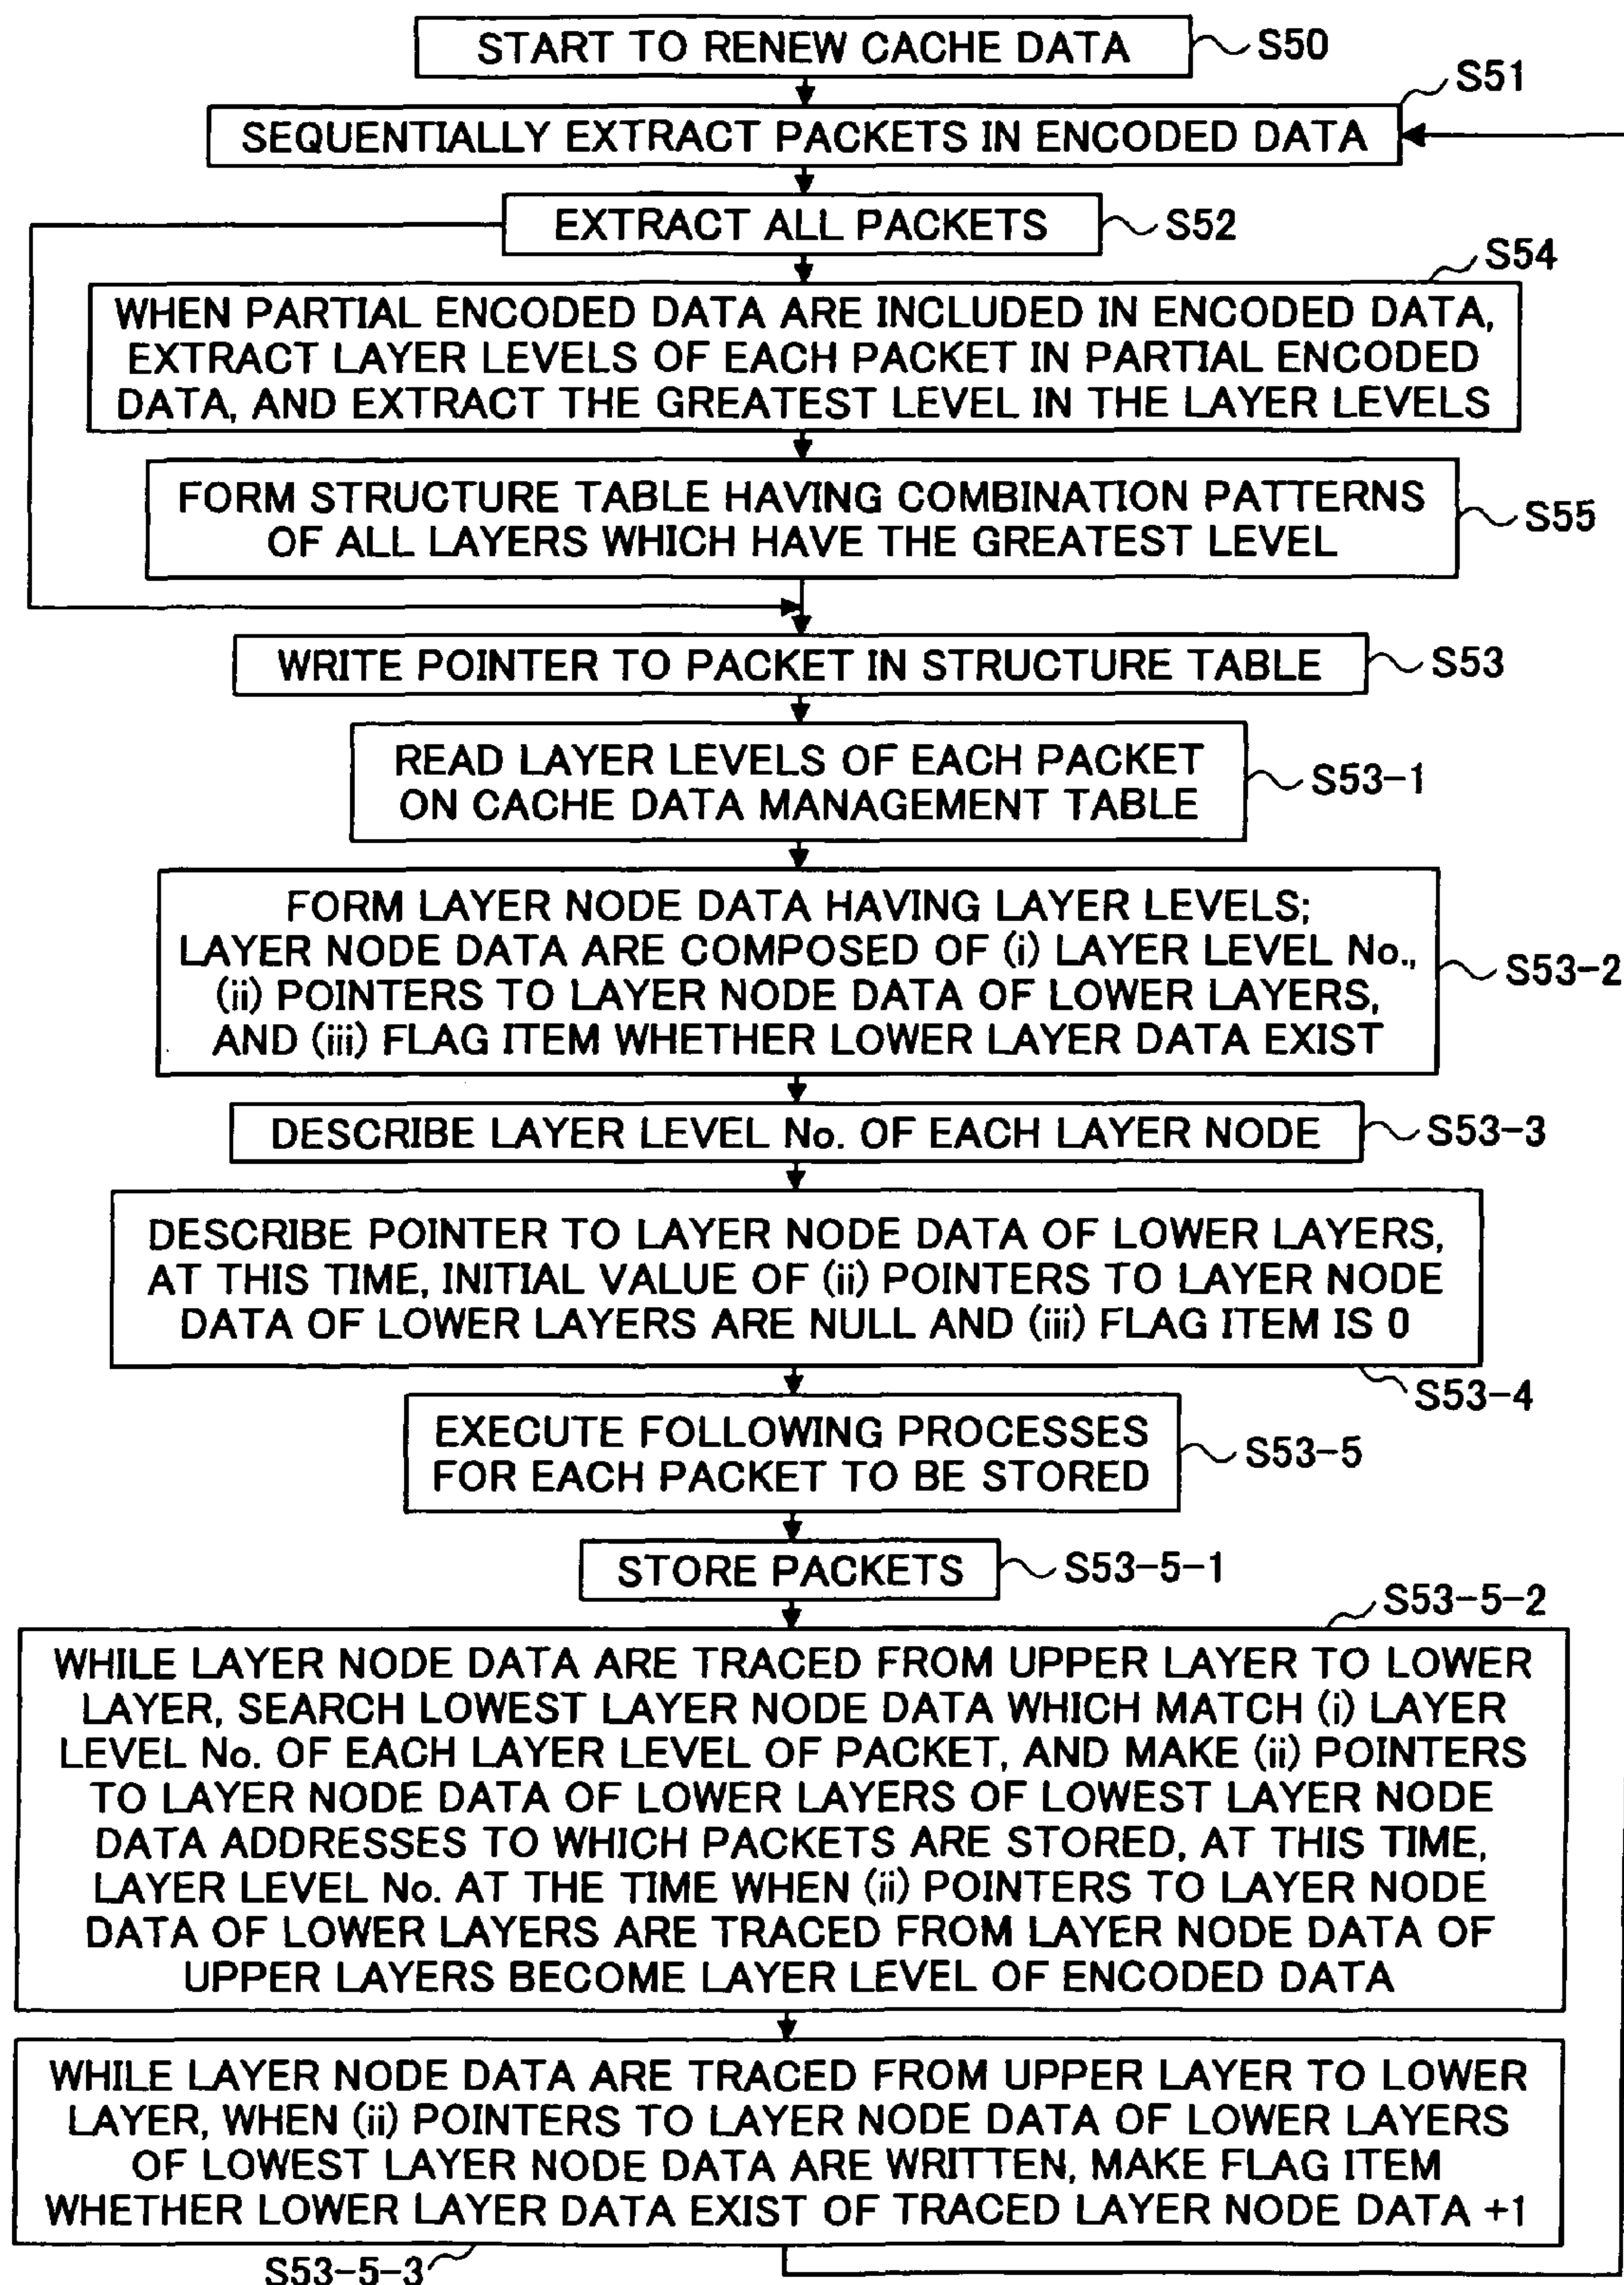 START TO RENEW CACHE DATA
S50
S51
SEQUENTIALLY EXTRACT PACKETS IN ENCODED DATA
EXTRACT ALL PACKETS
S52
S54
WHEN PARTIAL ENCODED DATA ARE INCLUDED IN ENCODED DATA,
EXTRACT LAYER LEVELS OF EACH PACKET IN PARTIAL ENCODED
DATA, AND EXTRACT THE GREATEST LEVEL IN THE LAYER LEVELS
FORM STRUCTURE TABLE HAVING COMBINATION PATTERNS
OF ALL LAYERS WHICH HAVE THE GREATEST LEVEL
S55
WRITE POINTER TO PACKET IN STRUCTURE TABLE
S53
READ LAYER LEVELS OF EACH PACKET
ON CACHE DATA MANAGEMENT TABLE
S53-1
FORM LAYER NODE DATA HAVING LAYER LEVELS;
LAYER NODE DATA ARE COMPOSED OF (i) LAYER LEVEL No.,
(ii) POINTERS TO LAYER NODE DATA OF LOWER LAYERS,
AND (iii) FLAG ITEM WHETHER LOWER LAYER DATA EXIST
S53-2
DESCRIBE LAYER LEVEL No. OF EACH LAYER NODE
S53-3
DESCRIBE POINTER TO LAYER NODE DATA OF LOWER LAYERS,
AT THIS TIME, INITIAL VALUE OF (ii) POINTERS TO LAYER NODE
DATA OF LOWER LAYERS ARE NULL AND (iii) FLAG ITEM IS 0
S53-4
EXECUTE FOLLOWING PROCESSES
FOR EACH PACKET TO BE STORED
S53-5
STORE PACKETS
S53-5-1
S53-5-2
WHILE LAYER NODE DATA ARE TRACED FROM UPPER LAYER TO LOWER
LAYER, SEARCH LOWEST LAYER NODE DATA WHICH MATCH (i) LAYER
LEVEL No. OF EACH LAYER LEVEL OF PACKET, AND MAKE (ii) POINTERS
TO LAYER NODE DATA OF LOWER LAYERS OF LOWEST LAYER NODE
DATA ADDRESSES TO WHICH PACKETS ARE STORED, AT THIS TIME,
LAYER LEVEL No. AT THE TIME WHEN (ii) POINTERS TO LAYER NODE
DATA OF LOWER LAYERS ARE TRACED FROM LAYER NODE DATA OF
UPPER LAYERS BECOME LAYER LEVEL OF ENCODED DATA
WHILE LAYER NODE DATA ARE TRACED FROM UPPER LAYER TO LOWER
LAYER, WHEN (ii) POINTERS TO LAYER NODE DATA OF LOWER LAYERS
OF LOWEST LAYER NODE DATA ARE WRITTEN, MAKE FLAG ITEM
WHETHER LOWER LAYER DATA EXIST OF TRACED LAYER NODE DATA +1
S53-5-3